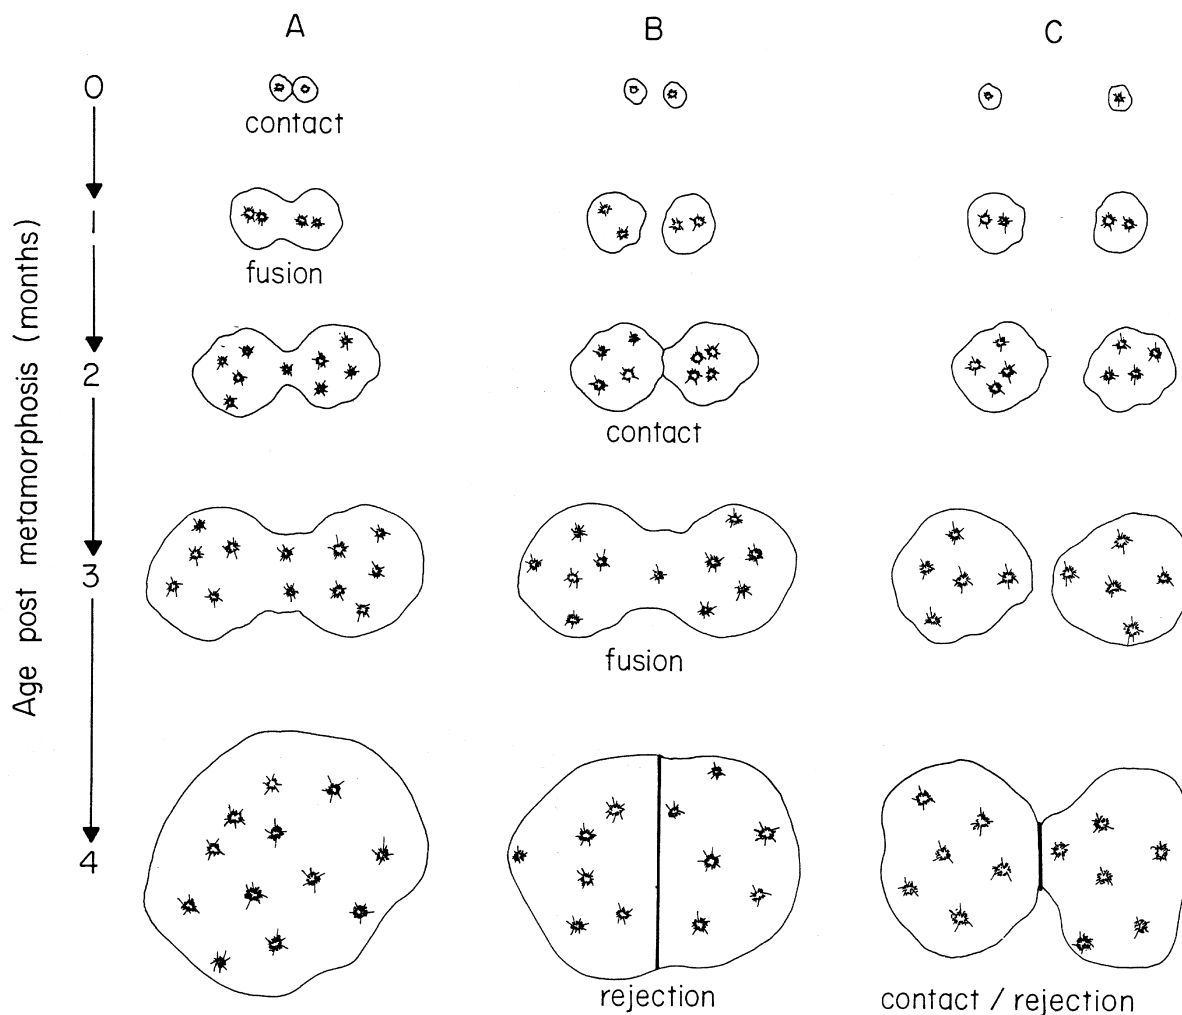 A B C
0
contact
1
fusion
2
contact
3
fusion
4
rejection contact / rejection
Age post metamorphosis (months)